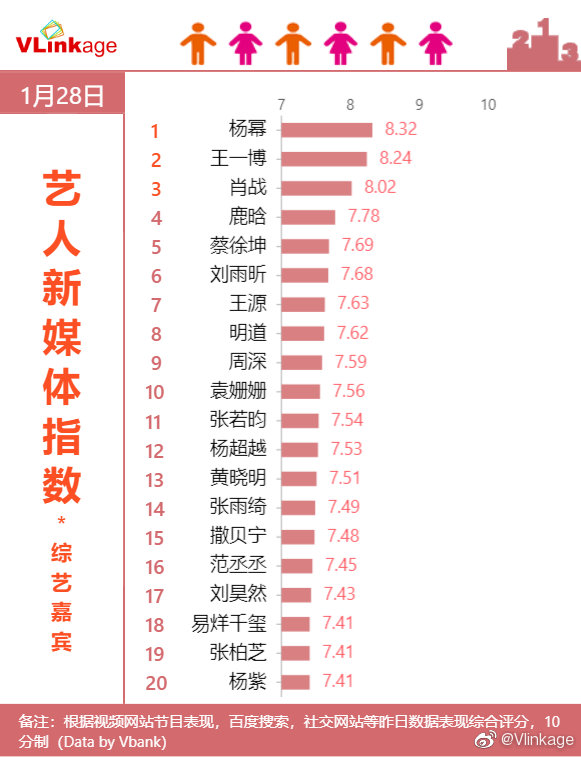 VLinkage
1 2 3
1月28日
艺人新媒体指数
*
综艺嘉宾
7 8 9 10
1 杨幂 8.32
2 王一博 8.24
3 肖战 8.02
4 鹿晗 7.78
5 蔡徐坤 7.69
6 刘雨昕 7.68
7 王源 7.63
8 明道 7.62
9 周深 7.59
10 袁姗姗 7.56
11 张若昀 7.54
12 杨超越 7.53
13 黄晓明 7.51
14 张雨绮 7.49
15 撒贝宁 7.48
16 范丞丞 7.45
17 刘昊然 7.43
18 易烊千玺 7.41
19 张柏芝 7.41
20 杨紫 7.41
备注：根据视频网站节目表现，百度搜索，社交网站等昨日数据表现综合评分，10
分制（Data by Vbank）
@Vlinkage